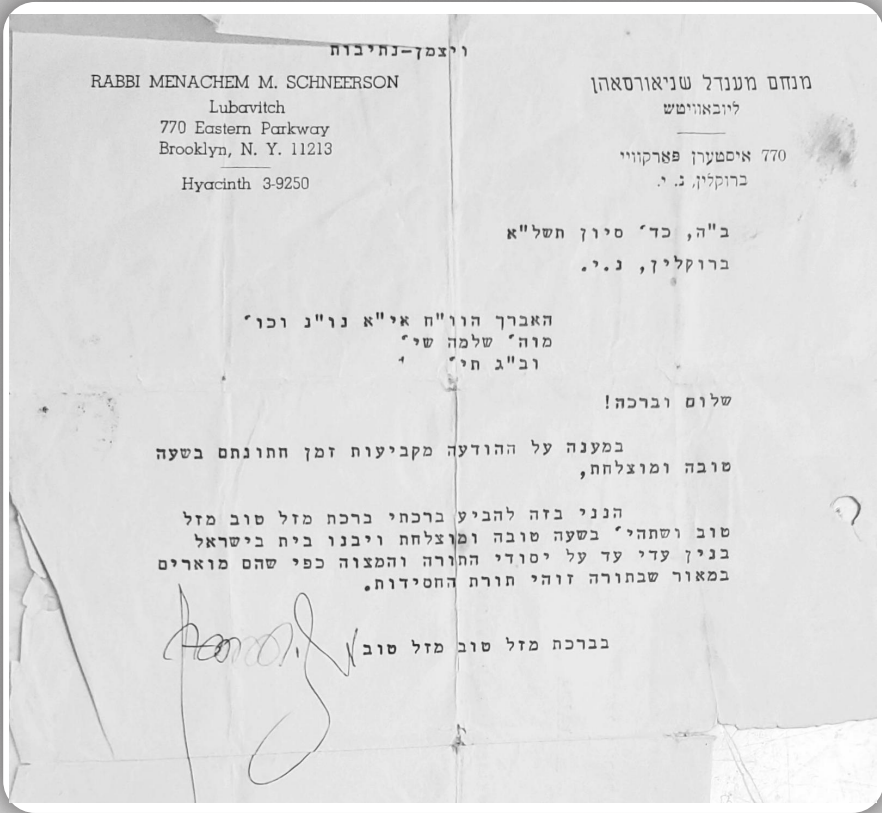 ויצמן-נתיבות
RABBI MENACHEM M. SCHNEERSON
Lubavitch
770 Eastern Parkway
Brooklyn, N. Y. 11213
Hyacinth 3-9250
מנחם מענדל שניאורסאהן
ליובאוויטש
770 איסטערן פארקוויי
ברוקלין, נ. י.
ב"ה, כד' סיון תשל"א
ברוקלין, נ.י.
האברך הוו"ח אי"א נו"נ וכו'
מוה' שלמה שי'
וב"ג תי'
שלום וברכה!
במענה על ההודעה מקביעות זמן חתונתם בשעה
טובה ומוצלחת,
הנני בזה להביע ברכתי ברכת מזל טוב מזל
טוב ושתהי' בשעה טובה ומוצלחת ויבנו בית בישראל
בנין עדי עד על יסודי התורה והמצוה כפי שהם מוארים
במאור שבתורה זוהי תורת החסידות.
בברכת מזל טוב מזל טוב